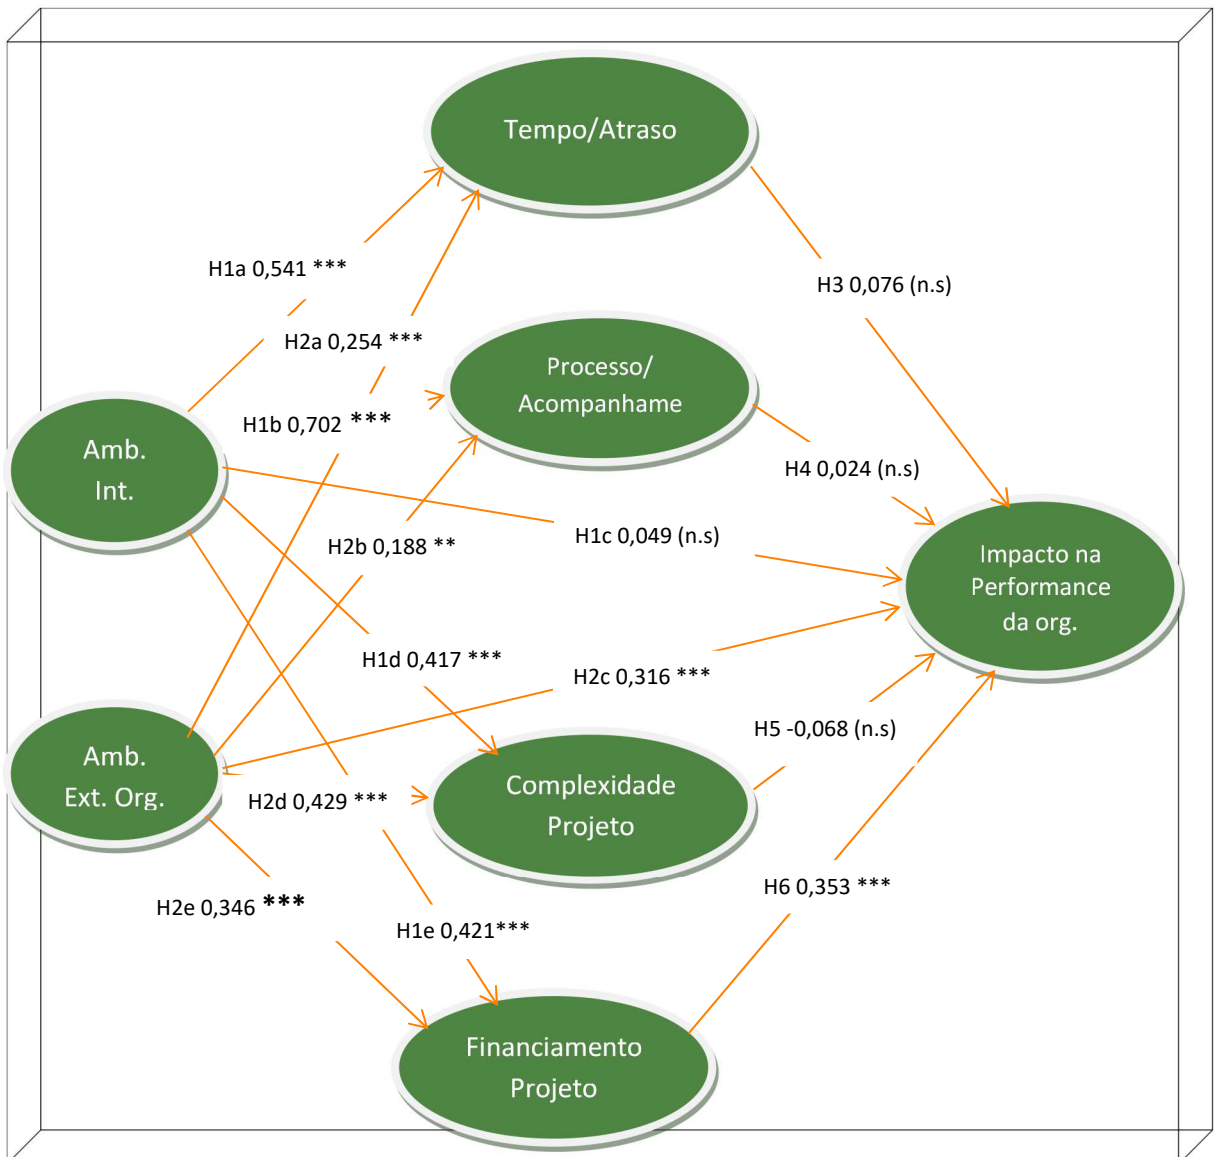 Tempo/Atraso
H1a 0,541 ***
H3 0,076 (n.s)
H2a 0,254 ***
Processo/
Acompanhame
H1b 0,702 ***
Amb.
Int.
H4 0,024 (n.s)
H2b 0,188 **
H1c 0,049 (n.s)
Impacto na
Performance
da org.
H1d 0,417 ***
H2c 0,316 ***
H5 -0,068 (n.s)
Amb.
Ext. Org.
Complexidade
Projeto
H2d 0,429 ***
H6 0,353 ***
H2e 0,346 ***
H1e 0,421***
Financiamento
Projeto